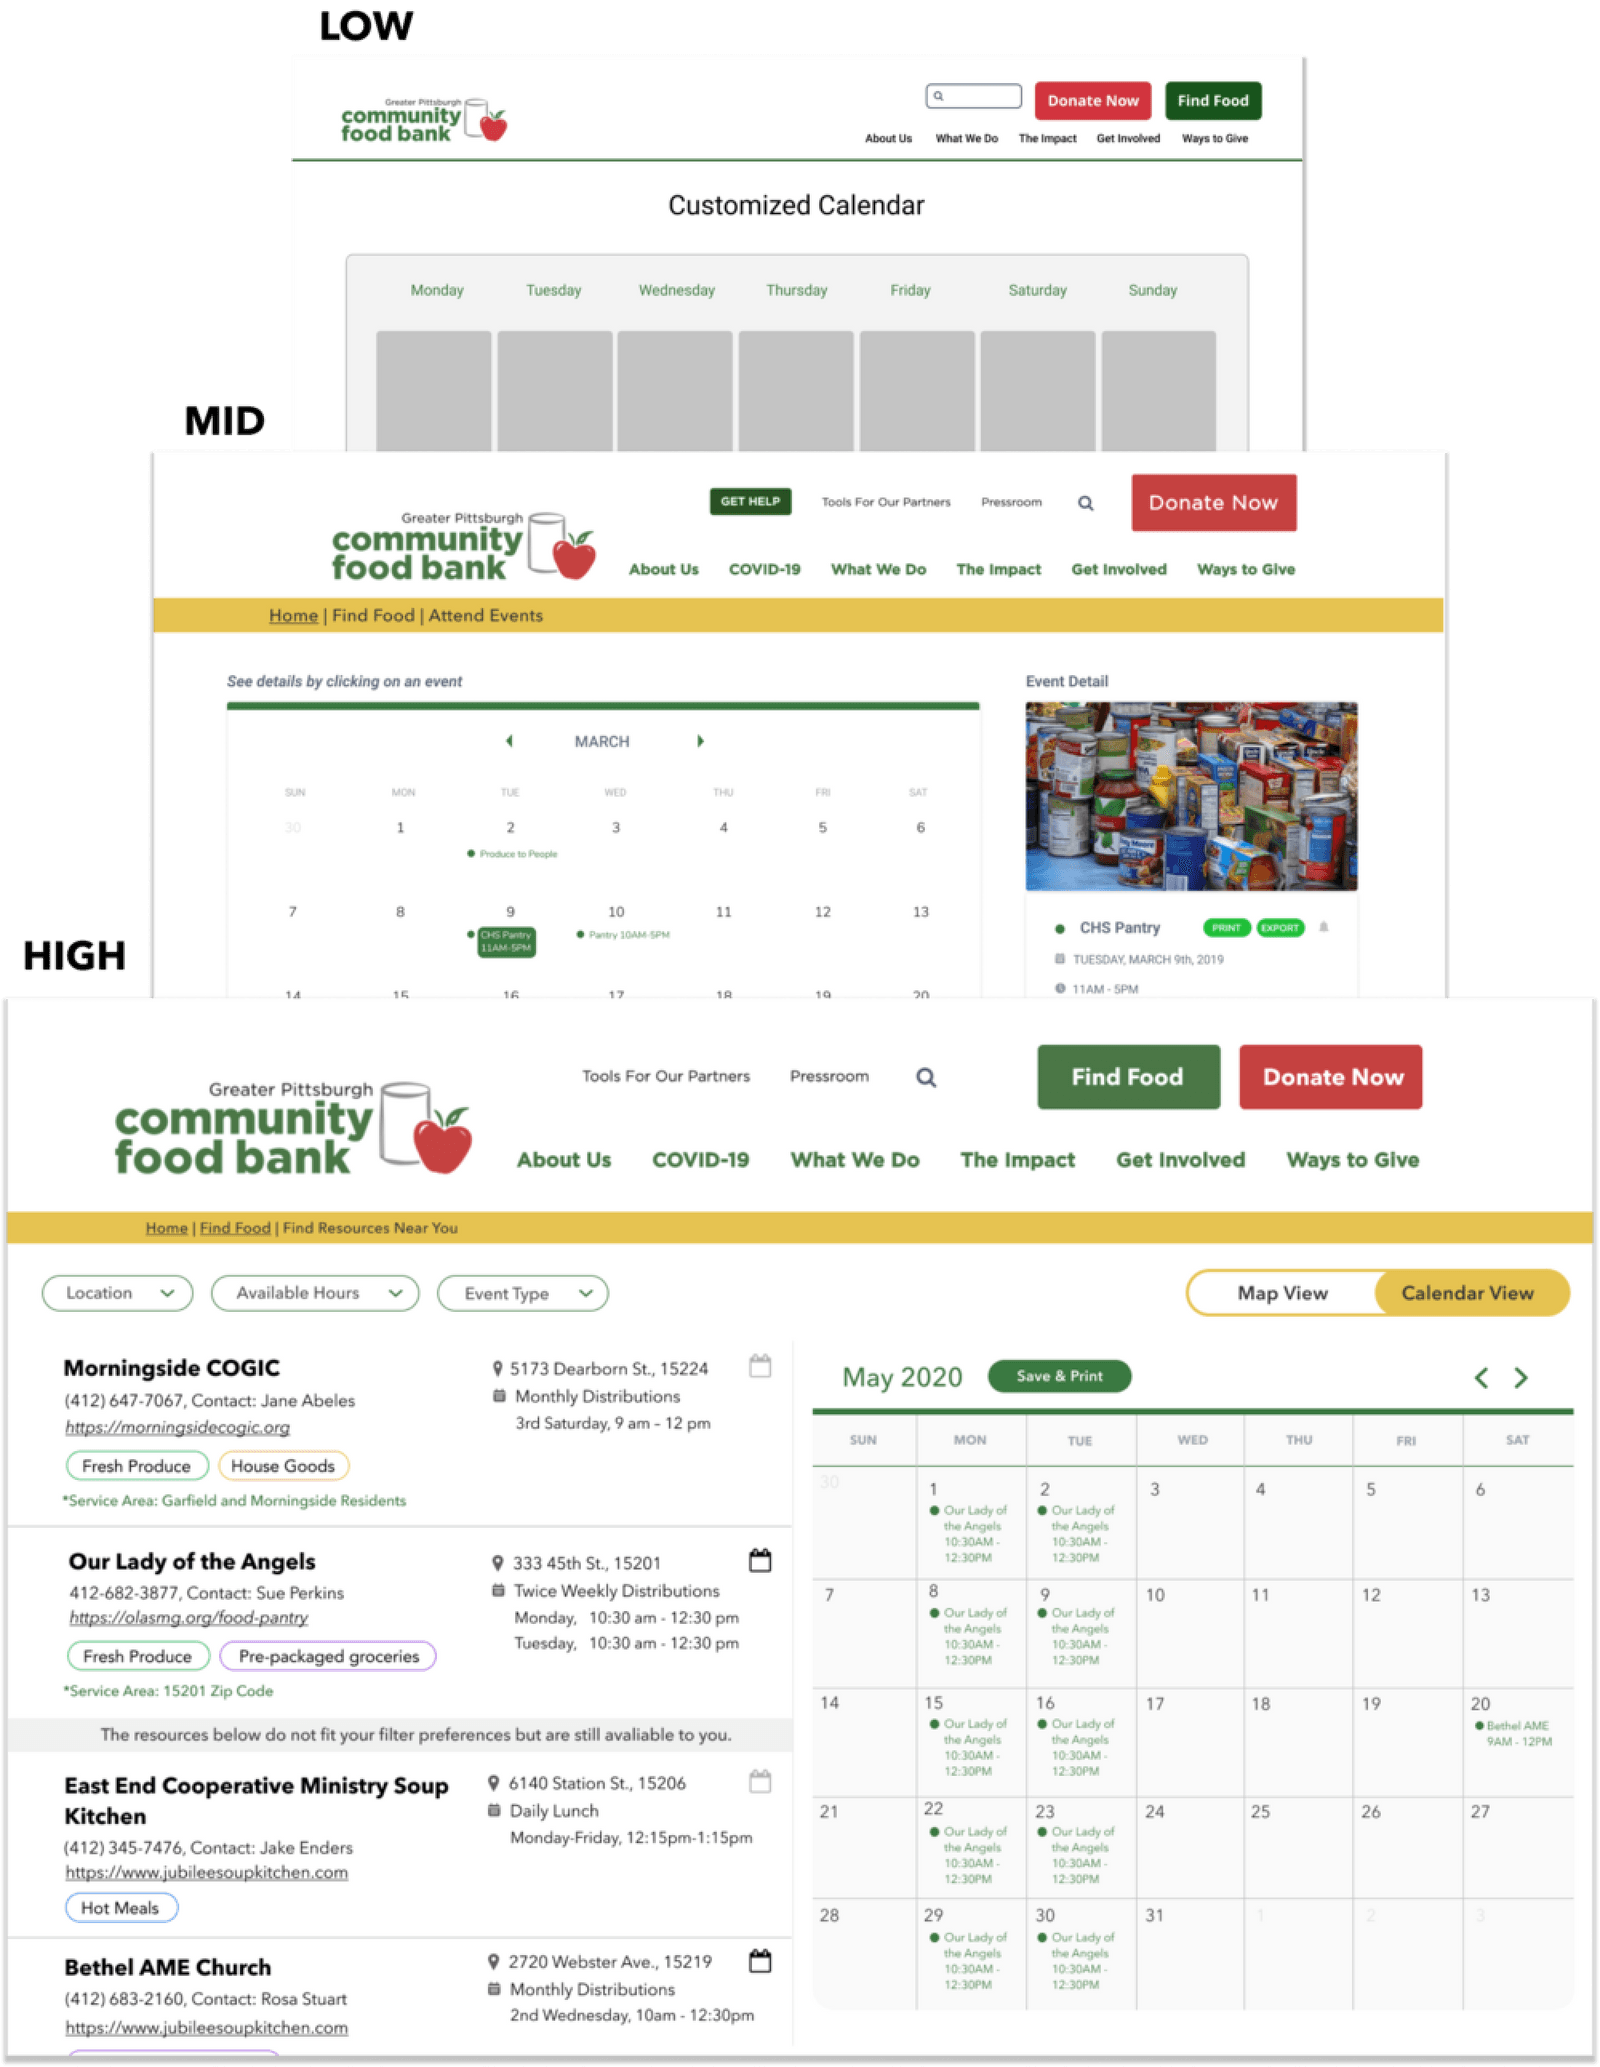 LOW
Greater Pittsburgh
community
food bank
Donate Now
Find Food
About Us What We Do The Impact Get Involved Ways to Give
Customized Calendar
Monday Tuesday Wednesday Thursday Friday Saturday Sunday
MID
GET HELP Tools For Our Partners Pressroom Donate Now
Greater Pittsburgh
community
food bank
About Us COVID-19 What We Do The Impact Get Involved Ways to Give
Home | Find Food | Attend Events
See details by clicking on an event
MARCH
SUN MON TUE WED THU FRI SAT
30 1 2 3 4 5 6
Produce to People
7 8 9 10 11 12 13
CHS Pantry
11AM-5PM
Pantry 10AM-5PM
14 15 16 17 18 19 20
Event Detail
CHS Pantry PRINT EXPORT
TUESDAY, MARCH 9th, 2019
11AM - 5PM
HIGH
Tools For Our Partners Pressroom Find Food Donate Now
Greater Pittsburgh
community
food bank
About Us COVID-19 What We Do The Impact Get Involved Ways to Give
Home | Find Food | Find Resources Near You
Location Available Hours Event Type
Map View Calendar View
Morningside COGIC
(412) 647-7067, Contact: Jane Abeles
https://morningsidecogic.org
Fresh Produce House Goods
*Service Area: Garfield and Morningside Residents
5173 Dearborn St., 15224
Monthly Distributions
3rd Saturday, 9 am - 12 pm
Our Lady of the Angels
412-682-3877, Contact: Sue Perkins
https://olasmg.org/food-pantry
Fresh Produce Pre-packaged groceries
*Service Area: 15201 Zip Code
333 45th St., 15201
Twice Weekly Distributions
Monday, 10:30 am - 12:30 pm
Tuesday, 10:30 am - 12:30 pm
The resources below do not fit your filter preferences but are still avaliable to you.
East End Cooperative Ministry Soup
Kitchen
(412) 345-7476, Contact: Jake Enders
https://www.jubileesoupkitchen.com
Hot Meals
6140 Station St., 15206
Daily Lunch
Monday-Friday, 12:15pm-1:15pm
Bethel AME Church
(412) 683-2160, Contact: Rosa Stuart
https://www.jubileesoupkitchen.com
2720 Webster Ave., 15219
Monthly Distributions
2nd Wednesday, 10am - 12:30pm
May 2020 Save & Print
SUN MON TUE WED THU FRI SAT
30 1 2 3 4 5 6
Our Lady of Our Lady of
the Angels the Angels
10:30AM - 10:30AM -
12:30PM 12:30PM
7 8 9 10 11 12 13
Our Lady of Our Lady of
the Angels the Angels
10:30AM - 10:30AM -
12:30PM 12:30PM
14 15 16 17 18 19 20
Our Lady of Our Lady of Bethel AME
the Angels the Angels 9AM - 12PM
10:30AM - 10:30AM -
12:30PM 12:30PM
21 22 23 24 25 26 27
Our Lady of Our Lady of
the Angels the Angels
10:30AM - 10:30AM -
12:30PM 12:30PM
28 29 30 31 1 2 3
Our Lady of Our Lady of
the Angels the Angels
10:30AM - 10:30AM -
12:30PM 12:30PM